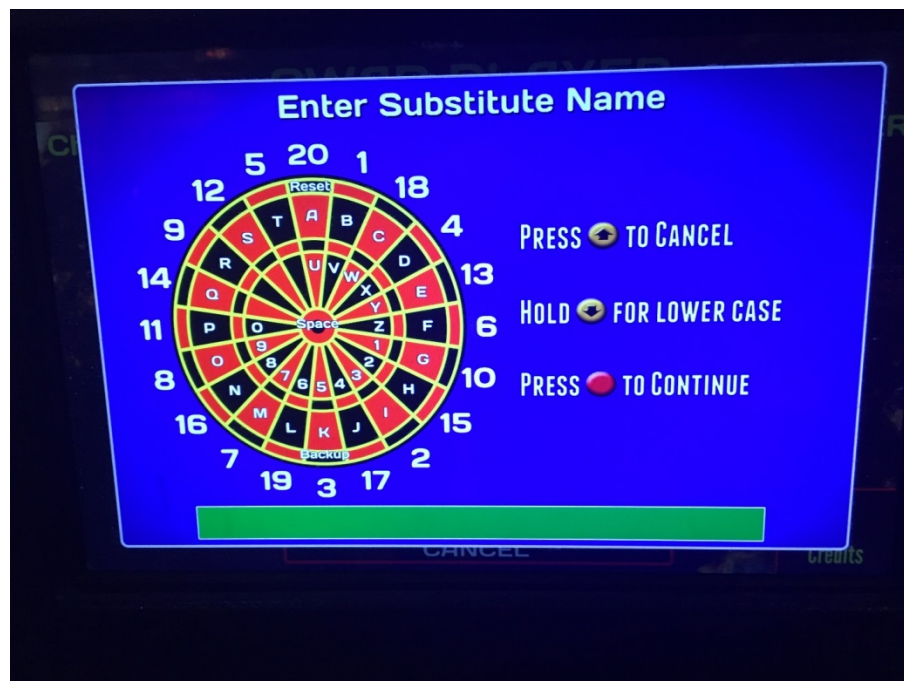 Enter Substitute Name
5 20 1
12 Reset 18
9 S T A B C 4
14 R U V W D 13
Q X Y E
11 P 0 Space Z F 6
8 O 9 8 7 6 5 4 3 2 1 G 10
16 N M L K J I H 15
7 Backup 2
19 3 17
PRESS TO CANCEL
HOLD FOR LOWER CASE
PRESS TO CONTINUE
CANCEL
Credits